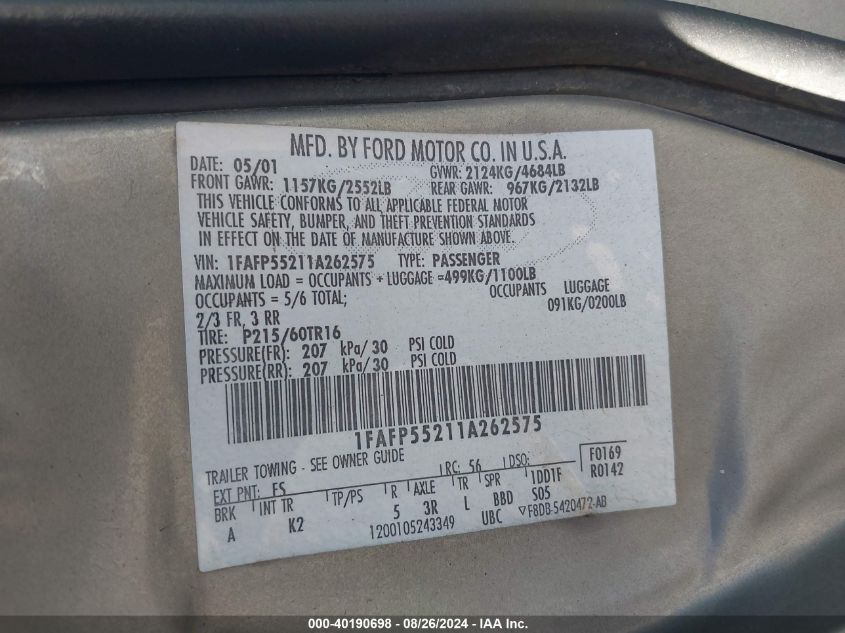 MFD. BY FORD MOTOR CO. IN U.S.A.
DATE: 05/01 GVWR: 2124KG/4684LB
FRONT GAWR: 1157KG/2552LB REAR GAWR: 967KG/2132LB
THIS VEHICLE CONFORMS TO ALL APPLICABLE FEDERAL MOTOR
VEHICLE SAFETY, BUMPER, AND THEFT PREVENTION STANDARDS
IN EFFECT ON THE DATE OF MANUFACTURE SHOWN ABOVE.
VIN: 1FAFP55211A262575 TYPE: PASSENGER
MAXIMUM LOAD = OCCUPANTS + LUGGAGE =499KG/1100LB
OCCUPANTS = 5/6 TOTAL; OCCUPANTS LUGGAGE
2/3 FR, 3 RR 091KG/0200LB
TIRE: P215/60TR16
PRESSURE(FR): 207 kPa/30 PSI COLD
PRESSURE(RR): 207 kPa/30 PSI COLD
1FAFP55211A262575
TRAILER TOWING - SEE OWNER GUIDE
EXT PNT: FS RC: 56 DSO: F0169
BRK INT TR TP/PS R AXLE TR SPR 1DD1F R0142
A K2 5 3R L BBD S05
1200105243349 UBC ▽F8DB-5420472-AB
000-40190698 - 08/26/2024 - IAA Inc.